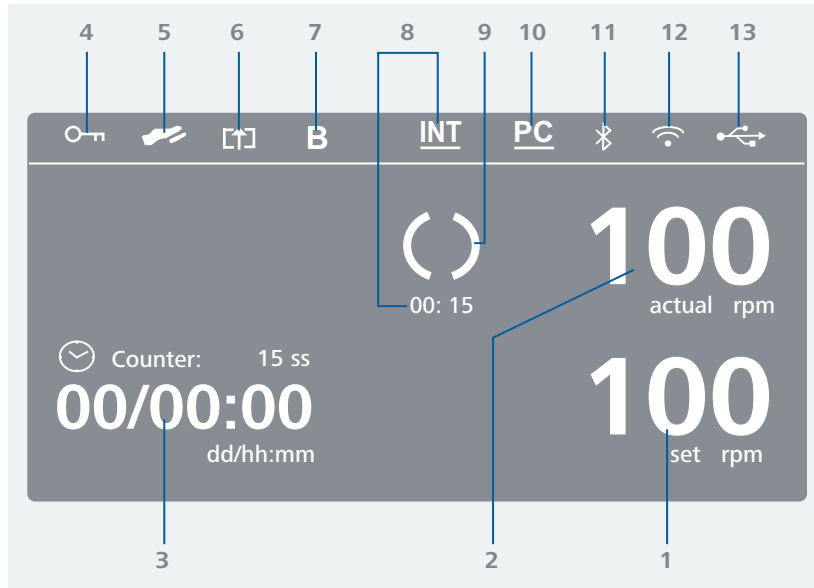 4 5 6 7 8 9 10 11 12 13
B INT PC
100
00: 15
actual rpm
Counter: 15 ss
00/00:00
dd/hh:mm
100
set rpm
3 2 1